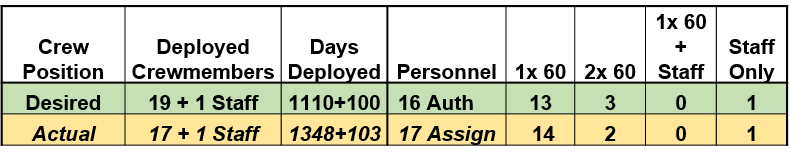 Crew Position | Deployed Crewmembers | Days Deployed | Personnel | 1x 60 | 2x 60 | 1x 60 + Staff | Staff Only
Desired | 19 + 1 Staff | 1110+100 | 16 Auth | 13 | 3 | 0 | 1
Actual | 17 + 1 Staff | 1348+103 | 17 Assign | 14 | 2 | 0 | 1